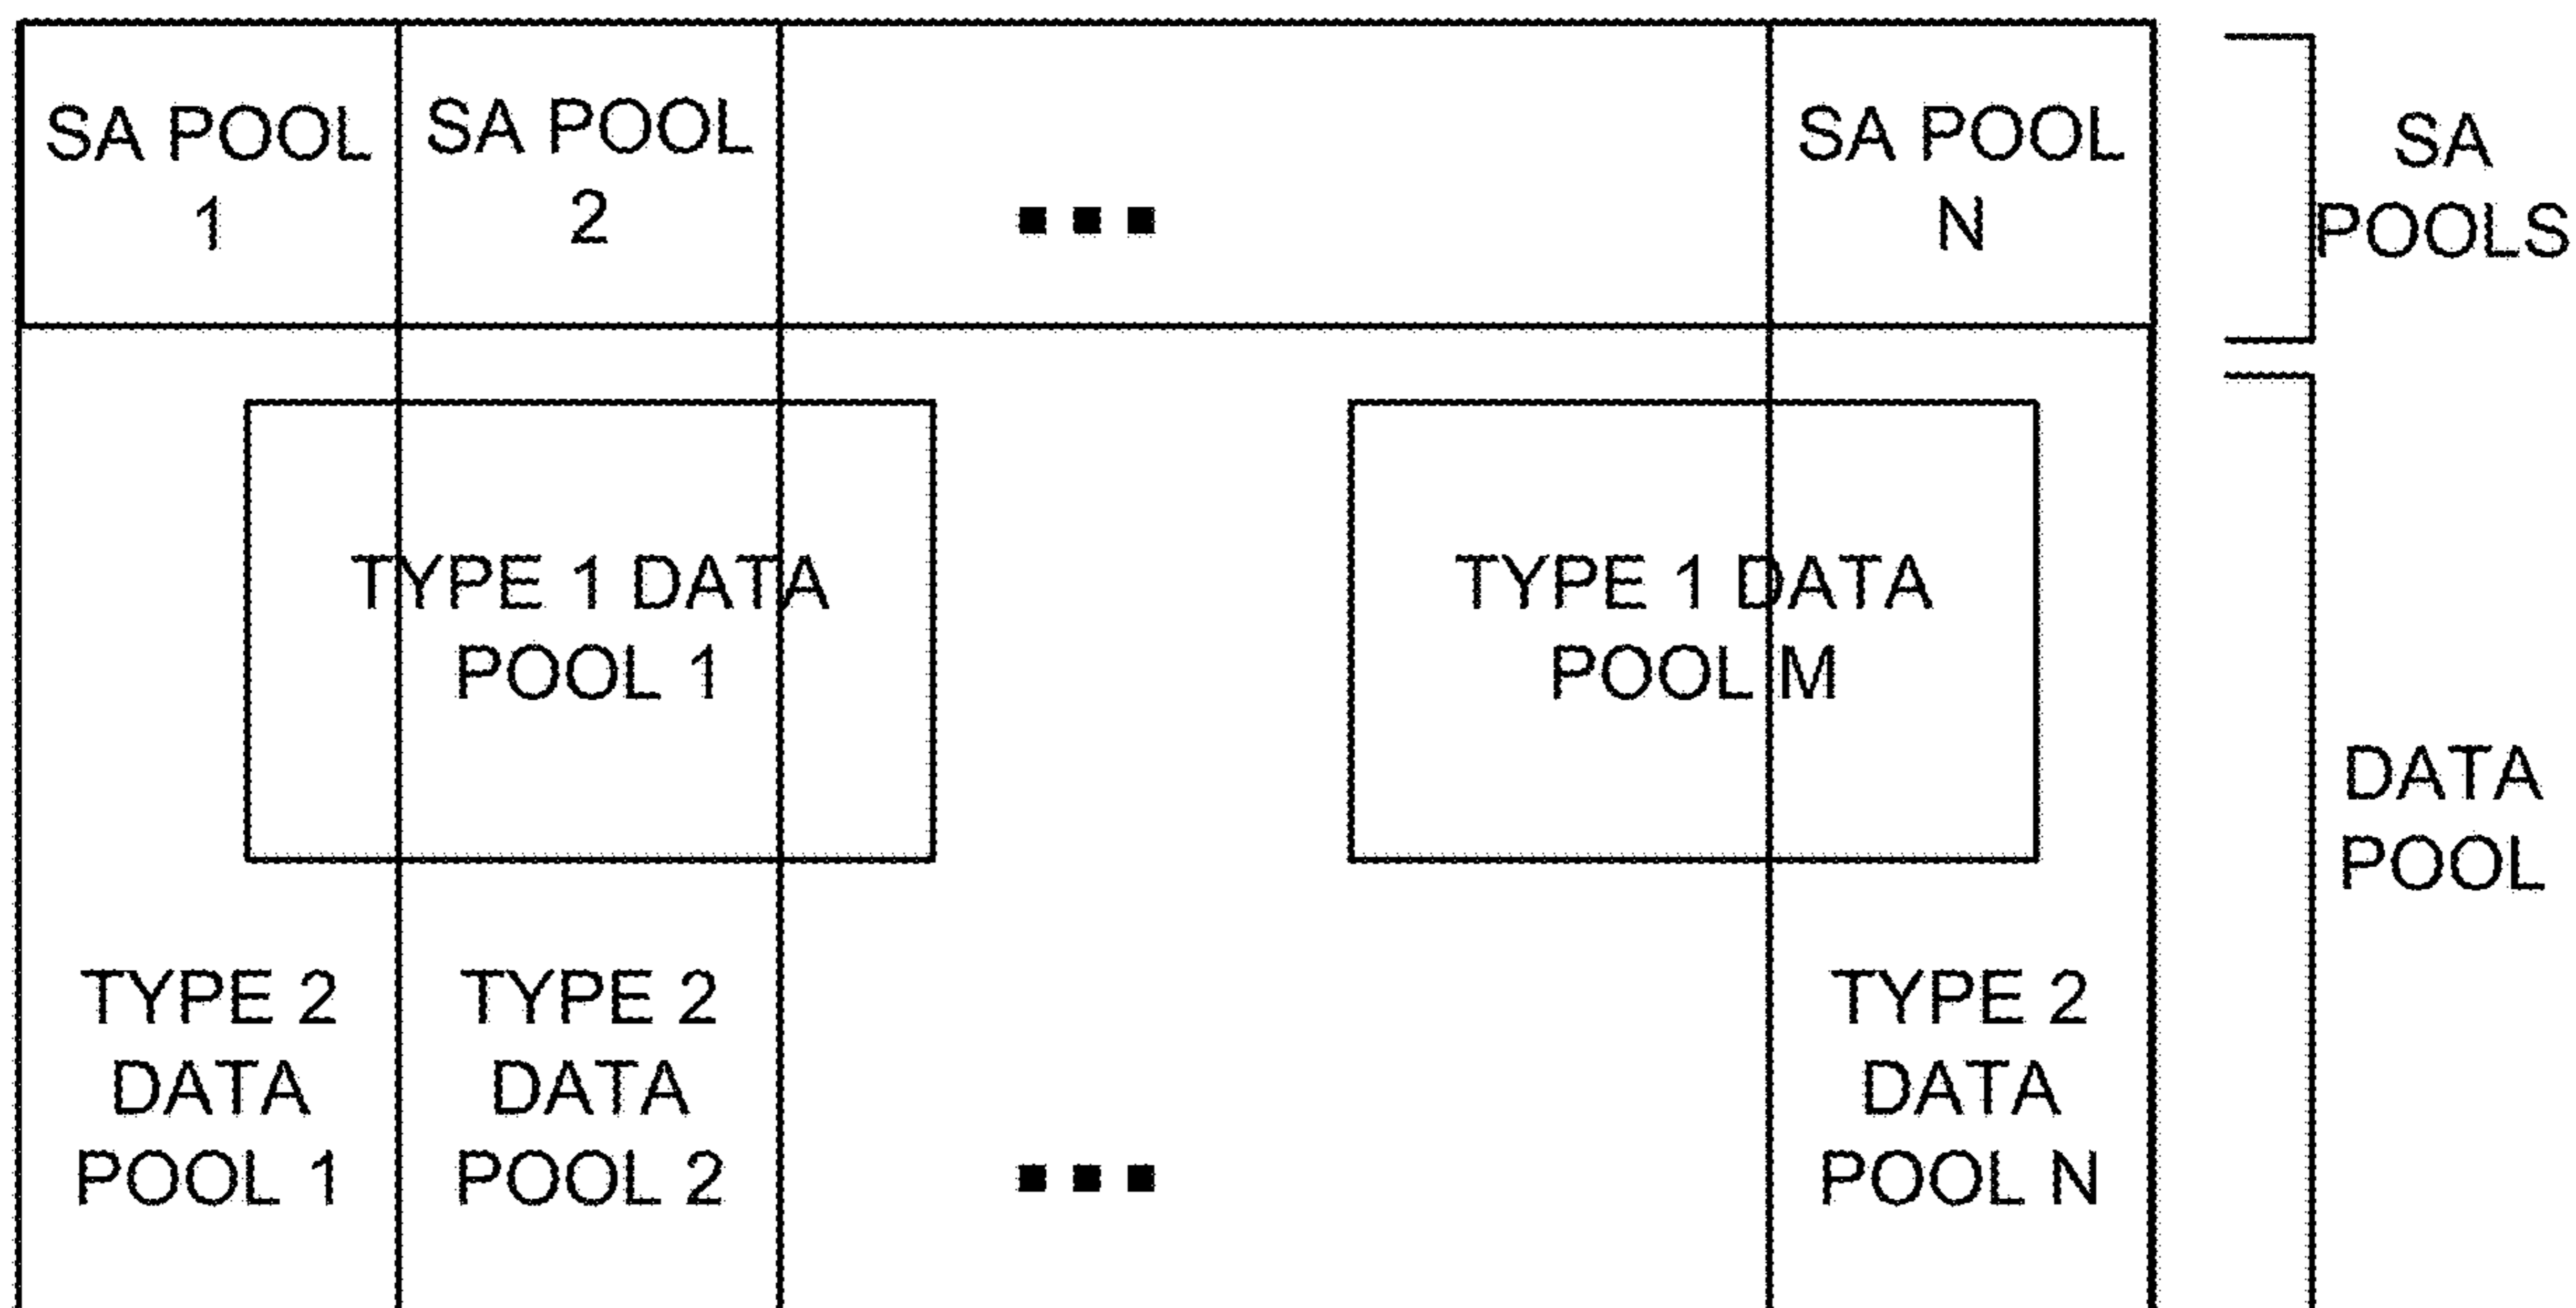 SA POOL
1
SA POOL
2
SA POOL
N
SA
POOLS
TYPE 1 DATA
POOL 1
TYPE 1 DATA
POOL M
DATA
POOL
TYPE 2
DATA
POOL 1
TYPE 2
DATA
POOL 2
TYPE 2
DATA
POOL N